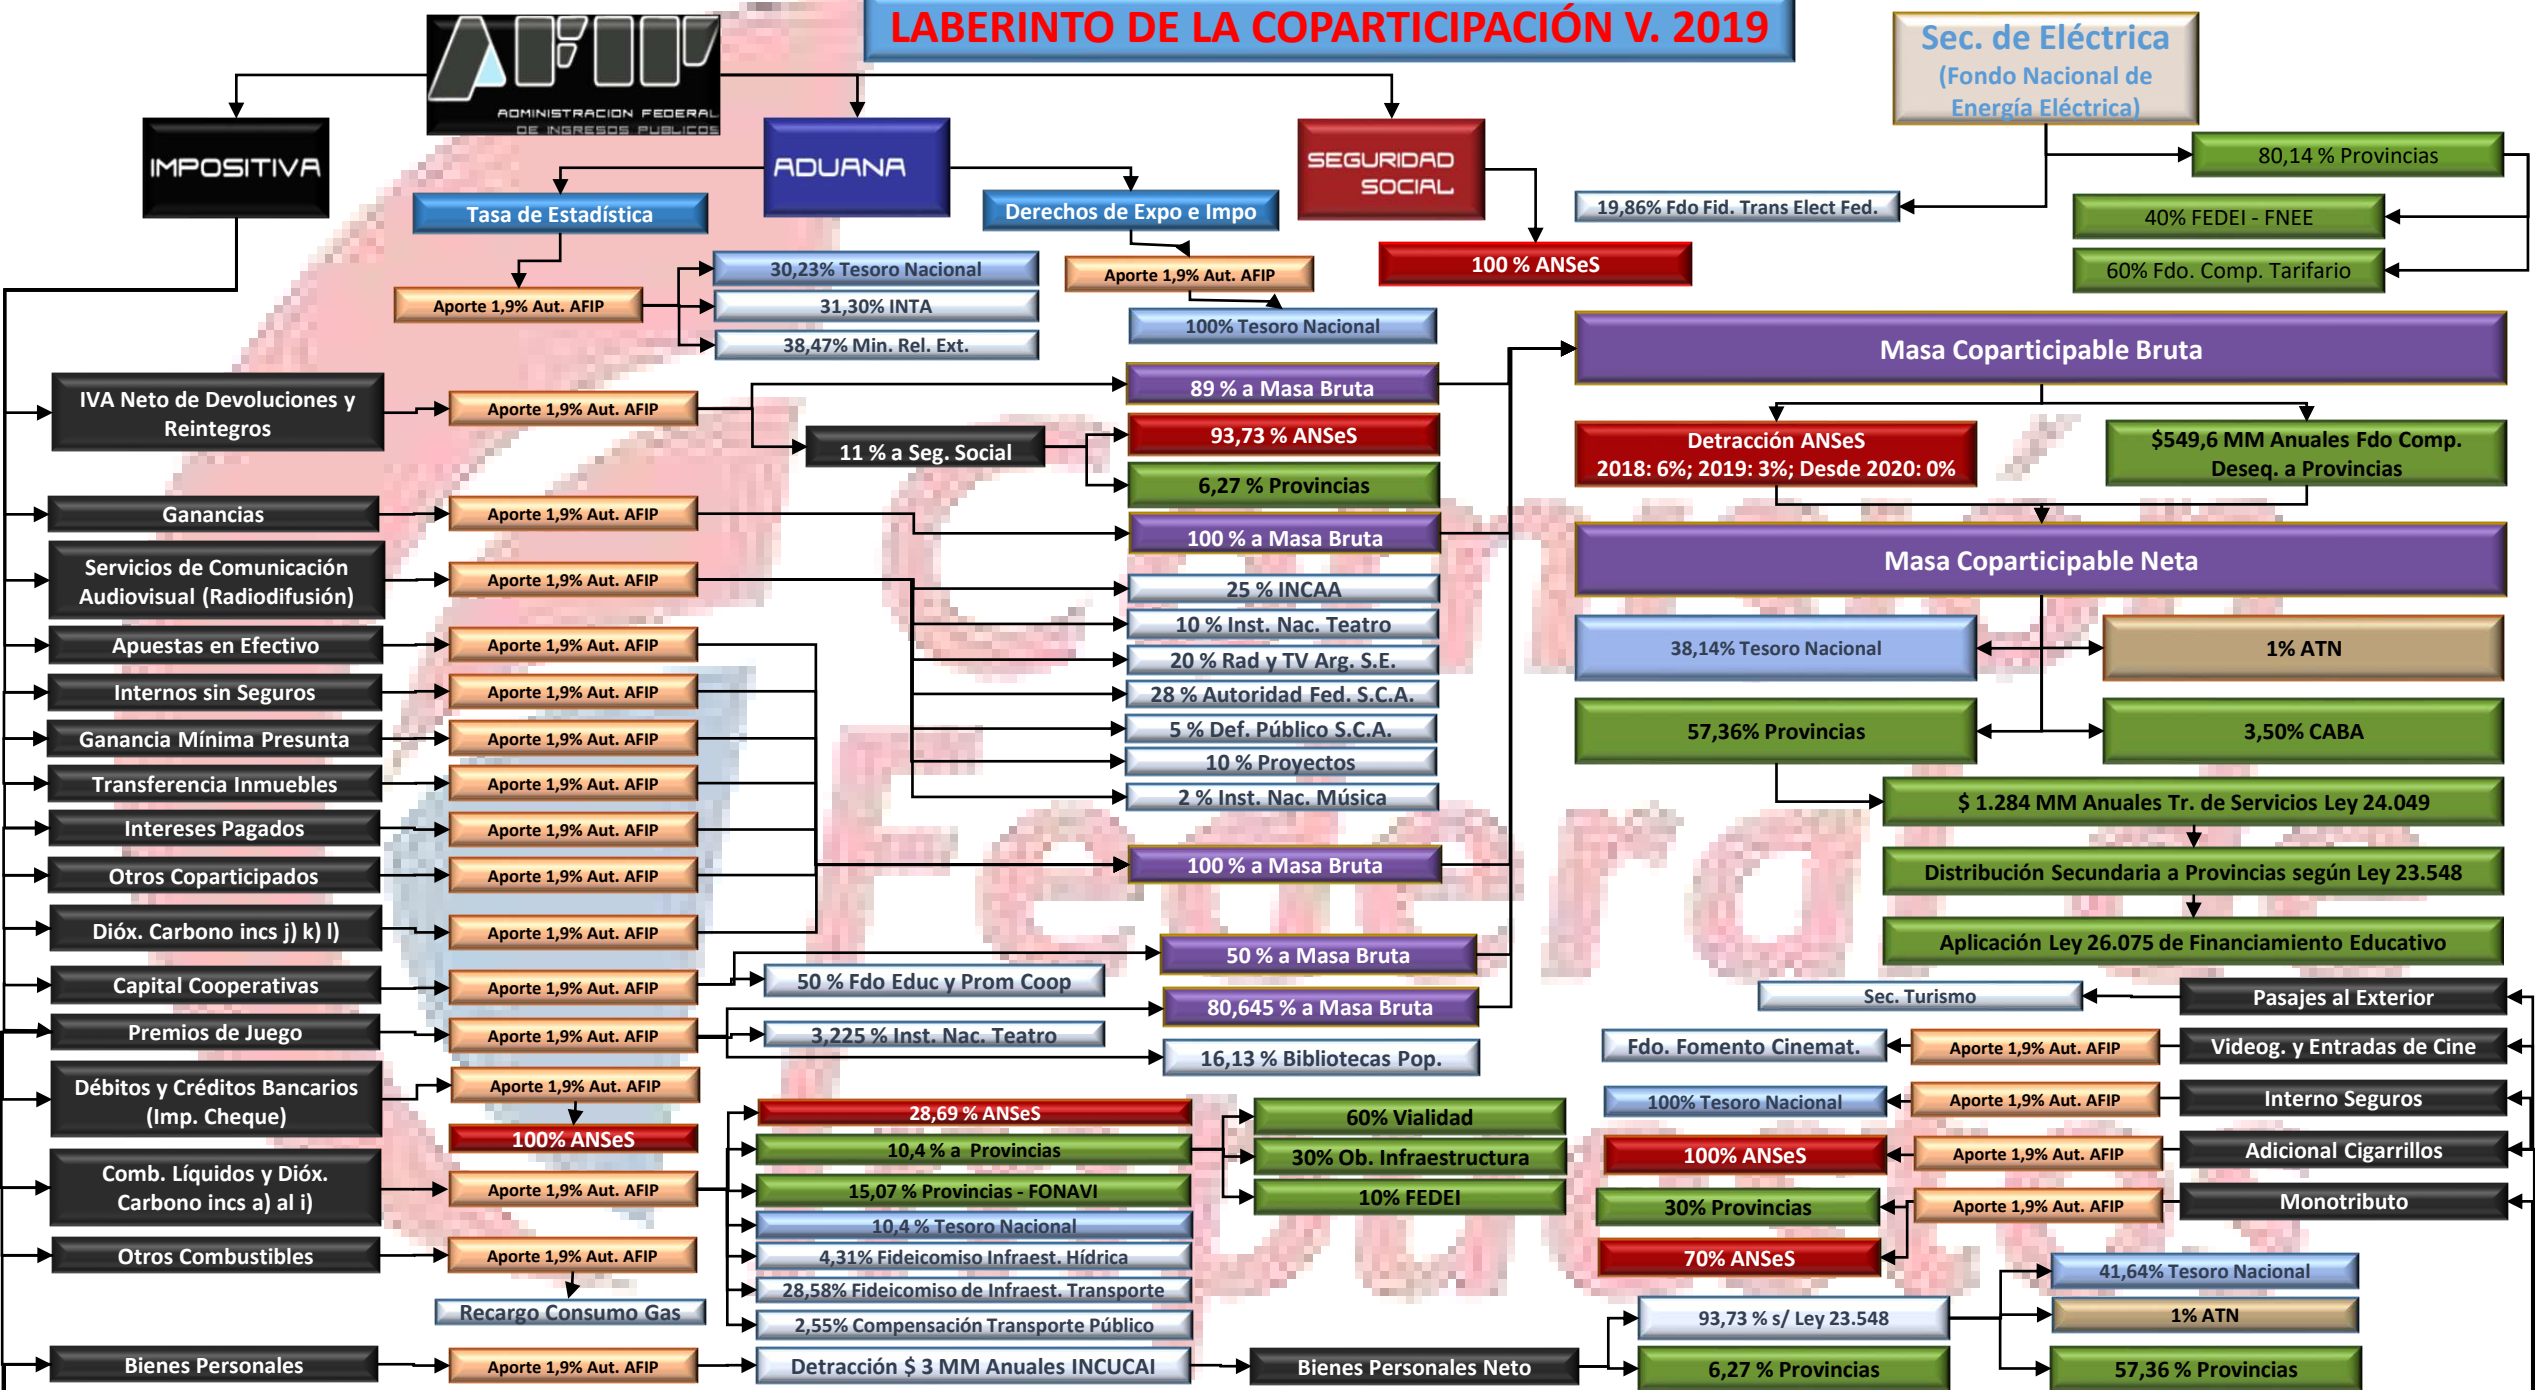 LABERINTO DE LA COPARTICIPACIÓN V. 2019
AFIP
ADMINISTRACION FEDERAL
DE INGRESOS PUBLICOS
Sec. de Eléctrica
(Fondo Nacional de
Energía Eléctrica)
IMPOSITIVA
ADUANA
SEGURIDAD
SOCIAL
80,14 % Provincias
19,86% Fdo Fid. Trans Elect Fed.
40% FEDEI - FNEE
60% Fdo. Comp. Tarifario
Tasa de Estadística
Derechos de Expo e Impo
100 % ANSeS
Aporte 1,9% Aut. AFIP
30,23% Tesoro Nacional
31,30% INTA
38,47% Min. Rel. Ext.
Aporte 1,9% Aut. AFIP
100% Tesoro Nacional
IVA Neto de Devoluciones y
Reintegros
Aporte 1,9% Aut. AFIP
89 % a Masa Bruta
11 % a Seg. Social
93,73 % ANSeS
6,27 % Provincias
Ganancias
Aporte 1,9% Aut. AFIP
100 % a Masa Bruta
Servicios de Comunicación
Audiovisual (Radiodifusión)
Aporte 1,9% Aut. AFIP
25 % INCAA
10 % Inst. Nac. Teatro
20 % Rad y TV Arg. S.E.
28 % Autoridad Fed. S.C.A.
5 % Def. Público S.C.A.
10 % Proyectos
2 % Inst. Nac. Música
Apuestas en Efectivo
Aporte 1,9% Aut. AFIP
Internos sin Seguros
Aporte 1,9% Aut. AFIP
Ganancia Mínima Presunta
Aporte 1,9% Aut. AFIP
Transferencia Inmuebles
Aporte 1,9% Aut. AFIP
Intereses Pagados
Aporte 1,9% Aut. AFIP
Otros Coparticipados
Aporte 1,9% Aut. AFIP
Dióx. Carbono incs j) k) l)
Aporte 1,9% Aut. AFIP
100 % a Masa Bruta
Capital Cooperativas
Aporte 1,9% Aut. AFIP
50 % a Masa Bruta
50 % Fdo Educ y Prom Coop
Premios de Juego
Aporte 1,9% Aut. AFIP
80,645 % a Masa Bruta
3,225 % Inst. Nac. Teatro
16,13 % Bibliotecas Pop.
Débitos y Créditos Bancarios
(Imp. Cheque)
Aporte 1,9% Aut. AFIP
100% ANSeS
Comb. Líquidos y Dióx.
Carbono incs a) al i)
Aporte 1,9% Aut. AFIP
28,69 % ANSeS
10,4 % a Provincias
15,07 % Provincias - FONAVI
10,4 % Tesoro Nacional
4,31% Fideicomiso Infraest. Hídrica
28,58% Fideicomiso de Infraest. Transporte
2,55% Compensación Transporte Público
60% Vialidad
30% Ob. Infraestructura
10% FEDEI
Otros Combustibles
Aporte 1,9% Aut. AFIP
Recargo Consumo Gas
Bienes Personales
Aporte 1,9% Aut. AFIP
Detracción $ 3 MM Anuales INCUCAI
Bienes Personales Neto
93,73 % s/ Ley 23.548
6,27 % Provincias
41,64% Tesoro Nacional
1% ATN
57,36 % Provincias
Masa Coparticipable Bruta
Detracción ANSeS
2018: 6%; 2019: 3%; Desde 2020: 0%
$549,6 MM Anuales Fdo Comp.
Deseq. a Provincias
Masa Coparticipable Neta
38,14% Tesoro Nacional
1% ATN
57,36% Provincias
3,50% CABA
$ 1.284 MM Anuales Tr. de Servicios Ley 24.049
Distribución Secundaria a Provincias según Ley 23.548
Aplicación Ley 26.075 de Financiamiento Educativo
Sec. Turismo
Pasajes al Exterior
Fdo. Fomento Cinemat.
Aporte 1,9% Aut. AFIP
Videog. y Entradas de Cine
100% Tesoro Nacional
Aporte 1,9% Aut. AFIP
Interno Seguros
100% ANSeS
Aporte 1,9% Aut. AFIP
Adicional Cigarrillos
30% Provincias
Aporte 1,9% Aut. AFIP
Monotributo
70% ANSeS